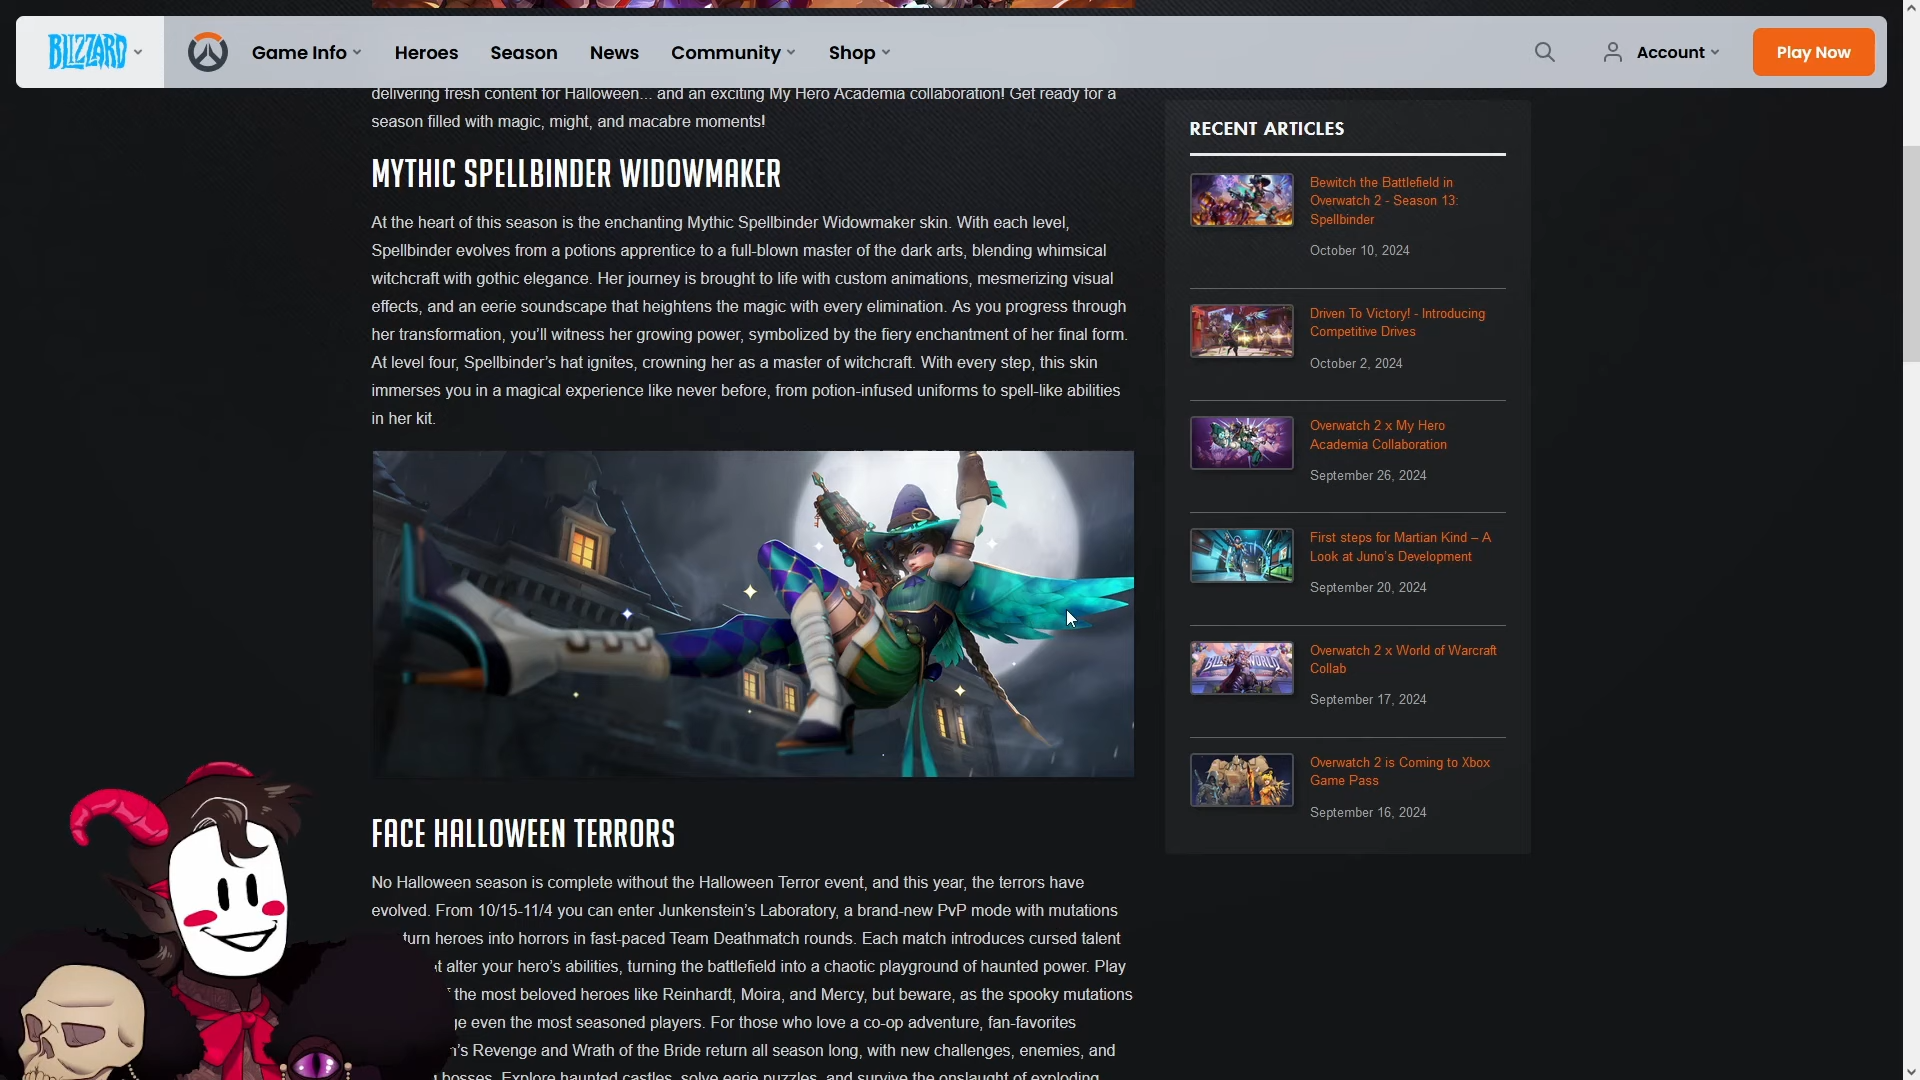 BLIZZARD
Game Info
Heroes
Season
News
Community
Shop
Account
Play Now
delivering fresh content for Halloween... and an exciting My Hero Academia collaboration! Get ready for a
season filled with magic, might, and macabre moments!
MYTHIC SPELLBINDER WIDOWMAKER
At the heart of this season is the enchanting Mythic Spellbinder Widowmaker skin. With each level,
Spellbinder evolves from a potions apprentice to a full-blown master of the dark arts, blending whimsical
witchcraft with gothic elegance. Her journey is brought to life with custom animations, mesmerizing visual
effects, and an eerie soundscape that heightens the magic with every elimination. As you progress through
her transformation, you’ll witness her growing power, symbolized by the fiery enchantment of her final form.
At level four, Spellbinder’s hat ignites, crowning her as a master of witchcraft. With every step, this skin
immerses you in a magical experience like never before, from potion-infused uniforms to spell-like abilities
in her kit.
FACE HALLOWEEN TERRORS
No Halloween season is complete without the Halloween Terror event, and this year, the terrors have
evolved. From 10/15-11/4 you can enter Junkenstein’s Laboratory, a brand-new PvP mode with mutations
turn heroes into horrors in fast-paced Team Deathmatch rounds. Each match introduces cursed talent
alter your hero’s abilities, turning the battlefield into a chaotic playground of haunted power. Play
the most beloved heroes like Reinhardt, Moira, and Mercy, but beware, as the spooky mutations
even the most seasoned players. For those who love a co-op adventure, fan-favorites
’s Revenge and Wrath of the Bride return all season long, with new challenges, enemies, and
bosses. Explore haunted castles, solve eerie puzzles, and survive the onslaught of exploding
RECENT ARTICLES
Bewitch the Battlefield in
Overwatch 2 - Season 13:
Spellbinder
October 10, 2024
Driven To Victory! - Introducing
Competitive Drives
October 2, 2024
Overwatch 2 x My Hero
Academia Collaboration
September 26, 2024
First steps for Martian Kind – A
Look at Juno’s Development
September 20, 2024
BLIZZ WORLD
Overwatch 2 x World of Warcraft
Collab
September 17, 2024
Overwatch 2 is Coming to Xbox
Game Pass
September 16, 2024